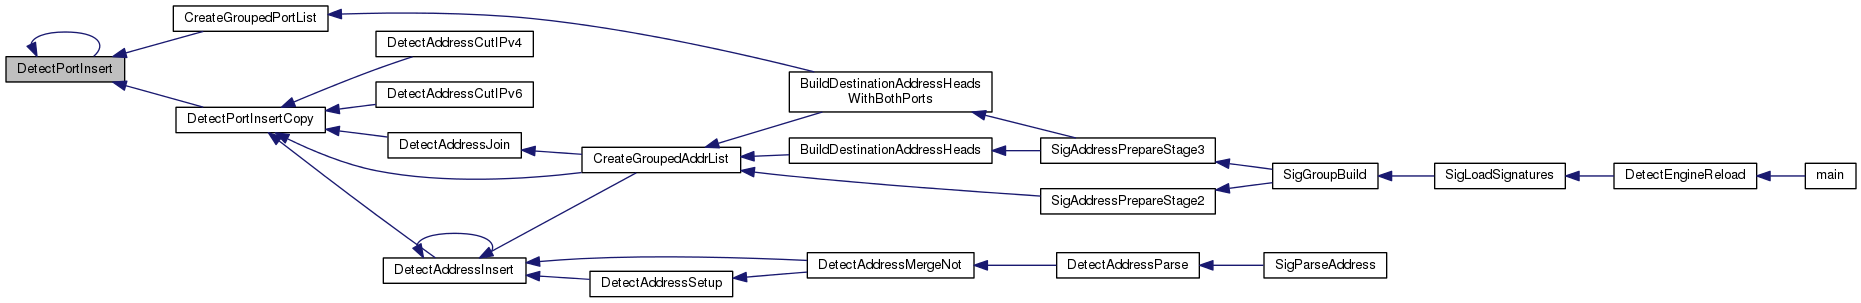 CreateGroupedPortList
DetectAddressCutIPv4
DetectPortInsert
BuildDestinationAddressHeads
WithBothPorts
DetectAddressCutIPv6
DetectPortInsertCopy
DetectAddressJoin
CreateGroupedAddrList
BuildDestinationAddressHeads
SigAddressPrepareStage3
SigGroupBuild
SigLoadSignatures
DetectEngineReload
main
SigAddressPrepareStage2
DetectAddressInsert
DetectAddressMergeNot
DetectAddressParse
SigParseAddress
DetectAddressSetup